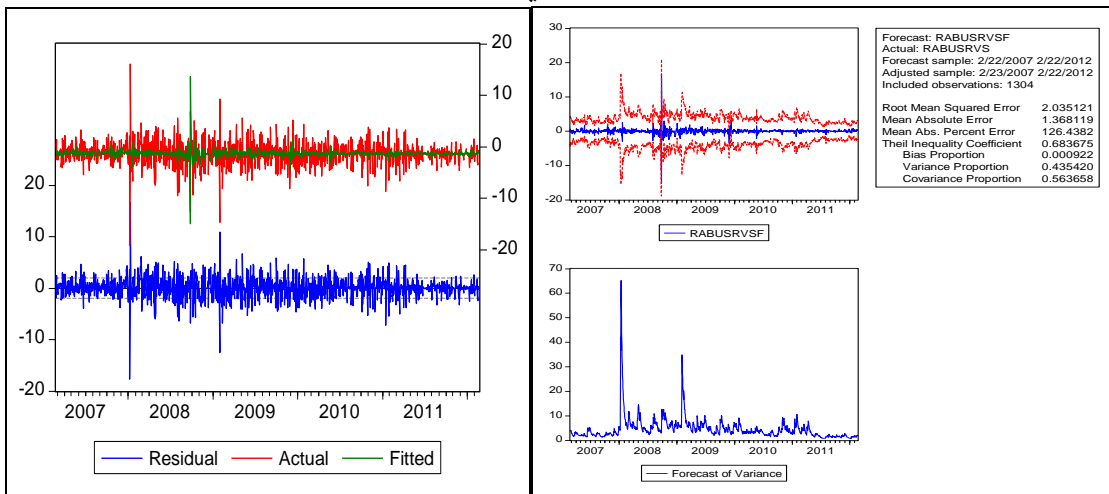 20
10
0
-10
-20
20
10
0
-10
-20
2007 2008 2009 2010 2011
Residual Actual Fitted
30
20
10
0
-10
-20
2007 2008 2009 2010 2011
RABUSRVSF
Forecast: RABUSRVSF
Actual: RABUSRVS
Forecast sample: 2/22/2007 2/22/2012
Adjusted sample: 2/23/2007 2/22/2012
Included observations: 1304
Root Mean Squared Error 2.035121
Mean Absolute Error 1.368119
Mean Abs. Percent Error 126.4382
Theil Inequality Coefficient 0.683675
Bias Proportion 0.000922
Variance Proportion 0.435420
Covariance Proportion 0.563658
70
60
50
40
30
20
10
0
2007 2008 2009 2010 2011
Forecast of Variance